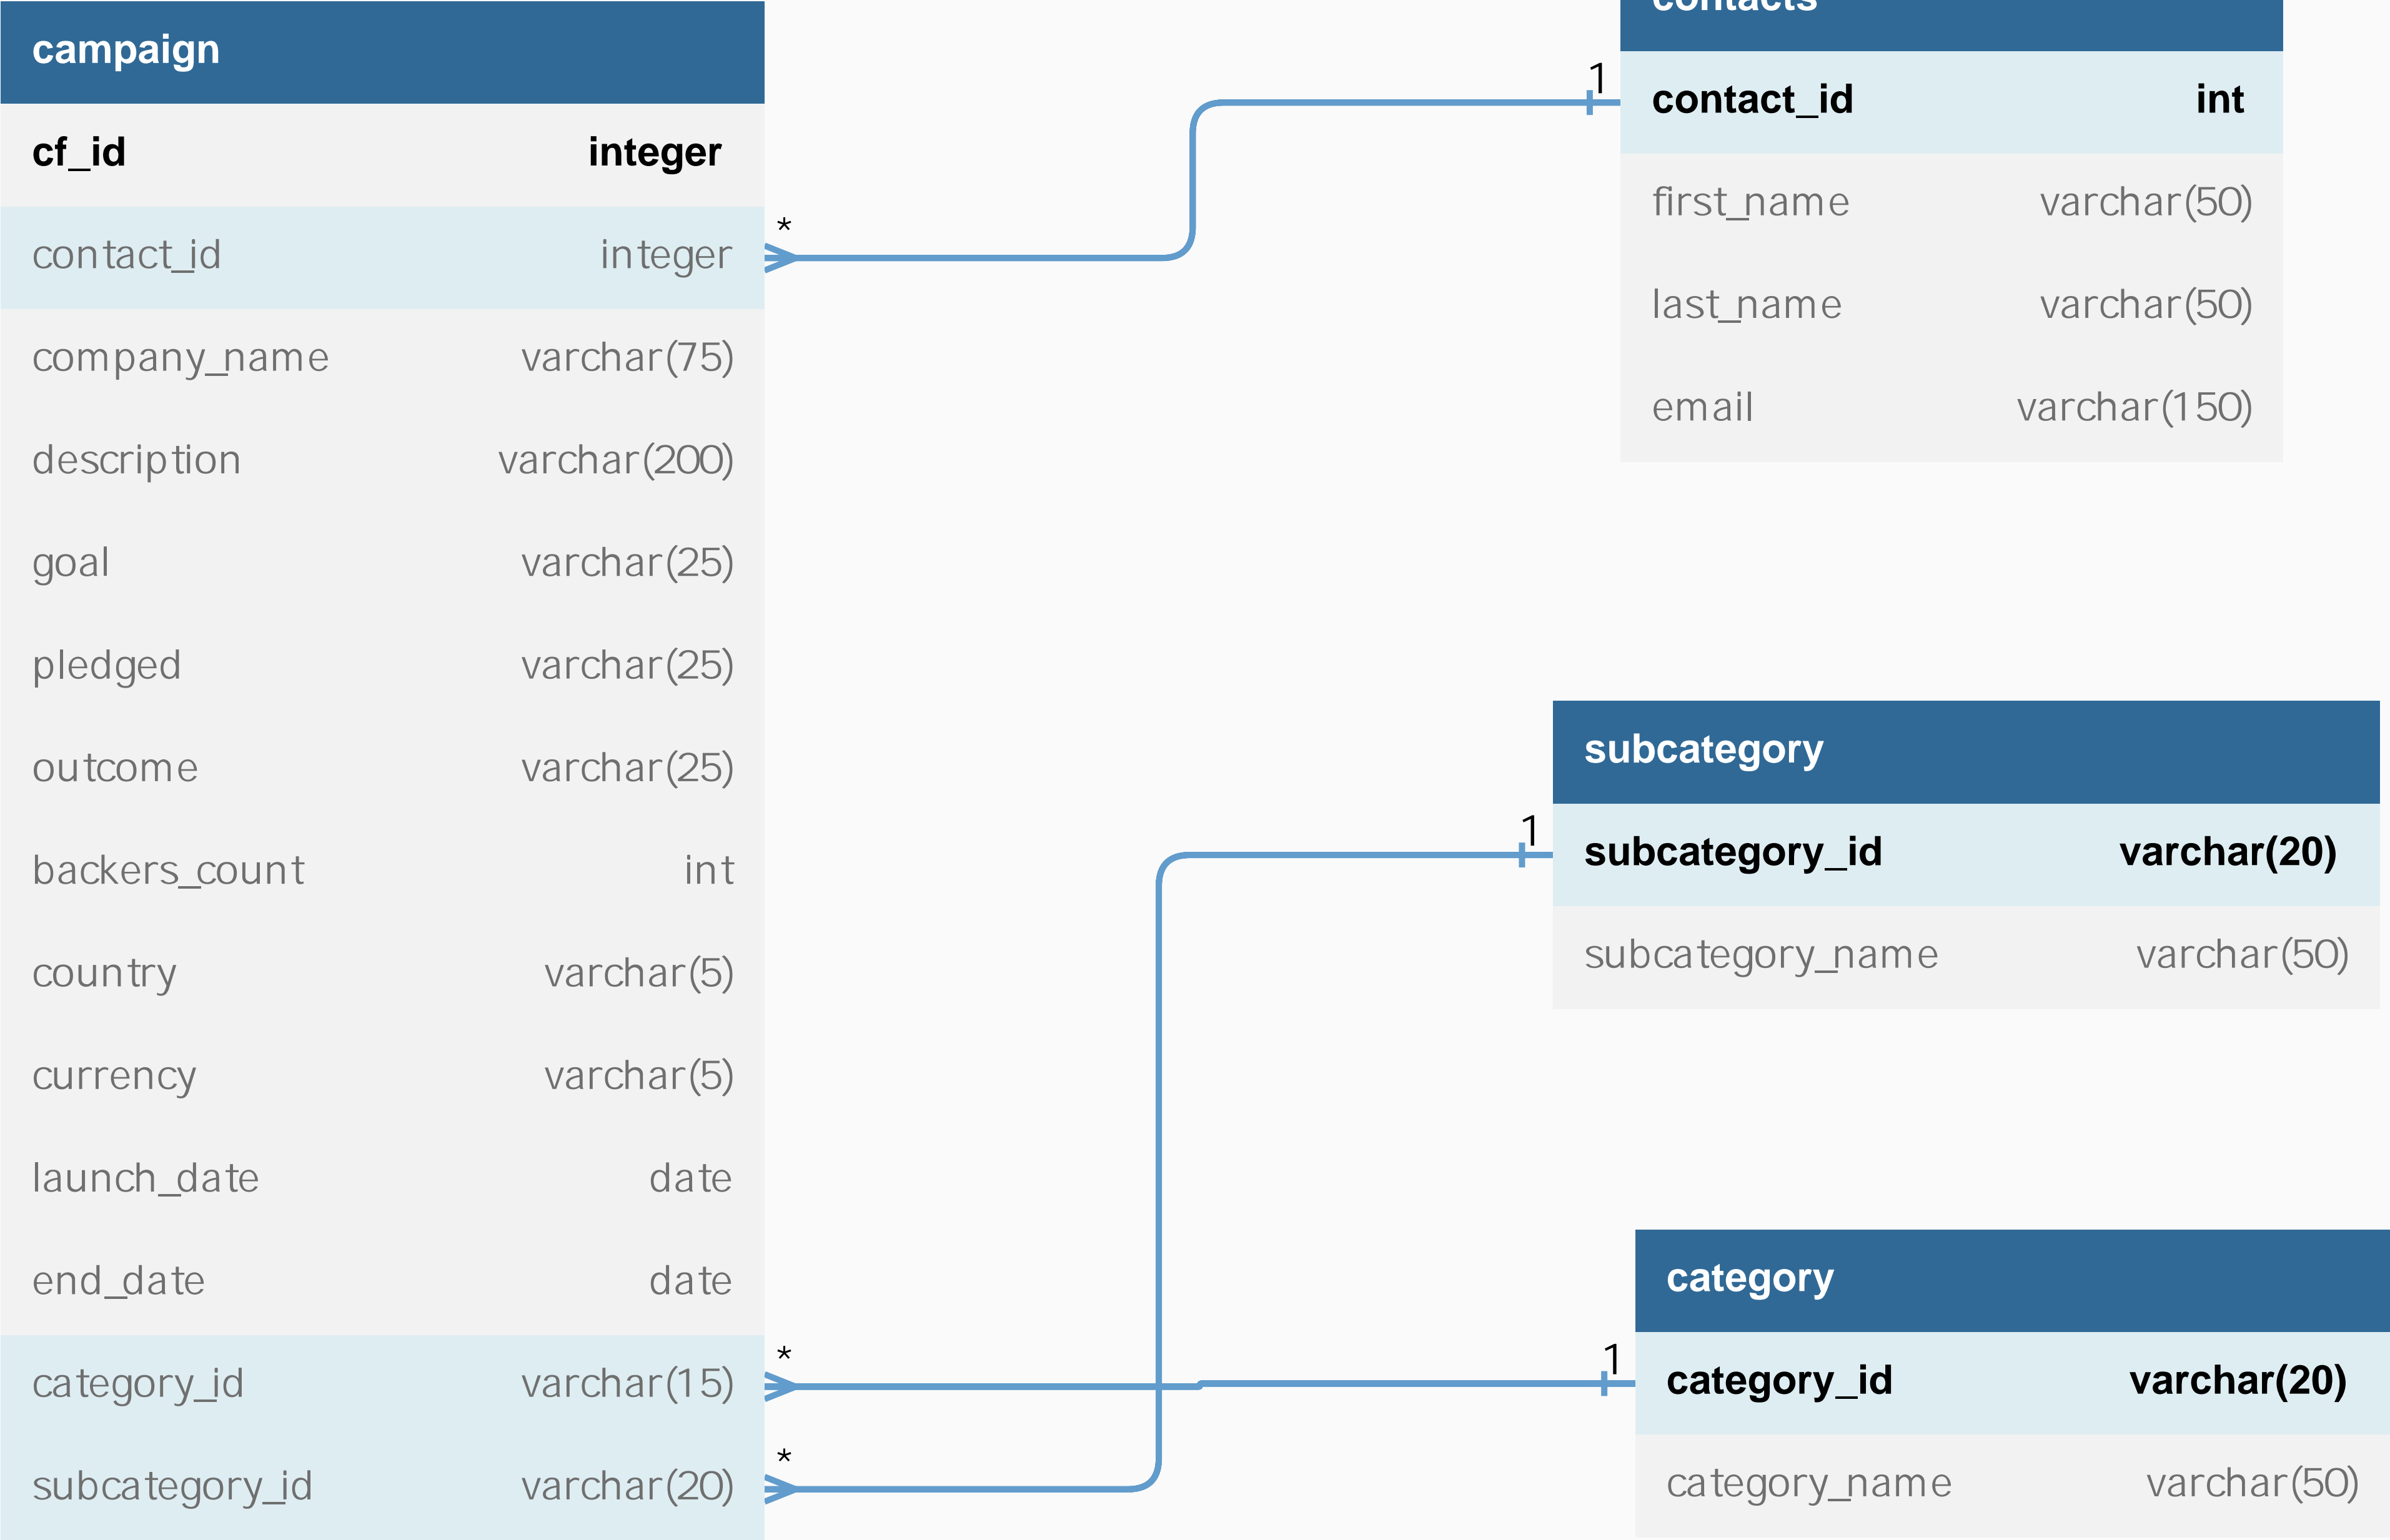 campaign
cf_id integer
contact_id integer
company_name varchar(75)
description varchar(200)
goal varchar(25)
pledged varchar(25)
outcome varchar(25)
backers_count int
country varchar(5)
currency varchar(5)
launch_date date
end_date date
category_id varchar(15)
subcategory_id varchar(20)
*
*
*
1
1
1
contacts
contact_id int
first_name varchar(50)
last_name varchar(50)
email varchar(150)
subcategory
subcategory_id varchar(20)
subcategory_name varchar(50)
category
category_id varchar(20)
category_name varchar(50)